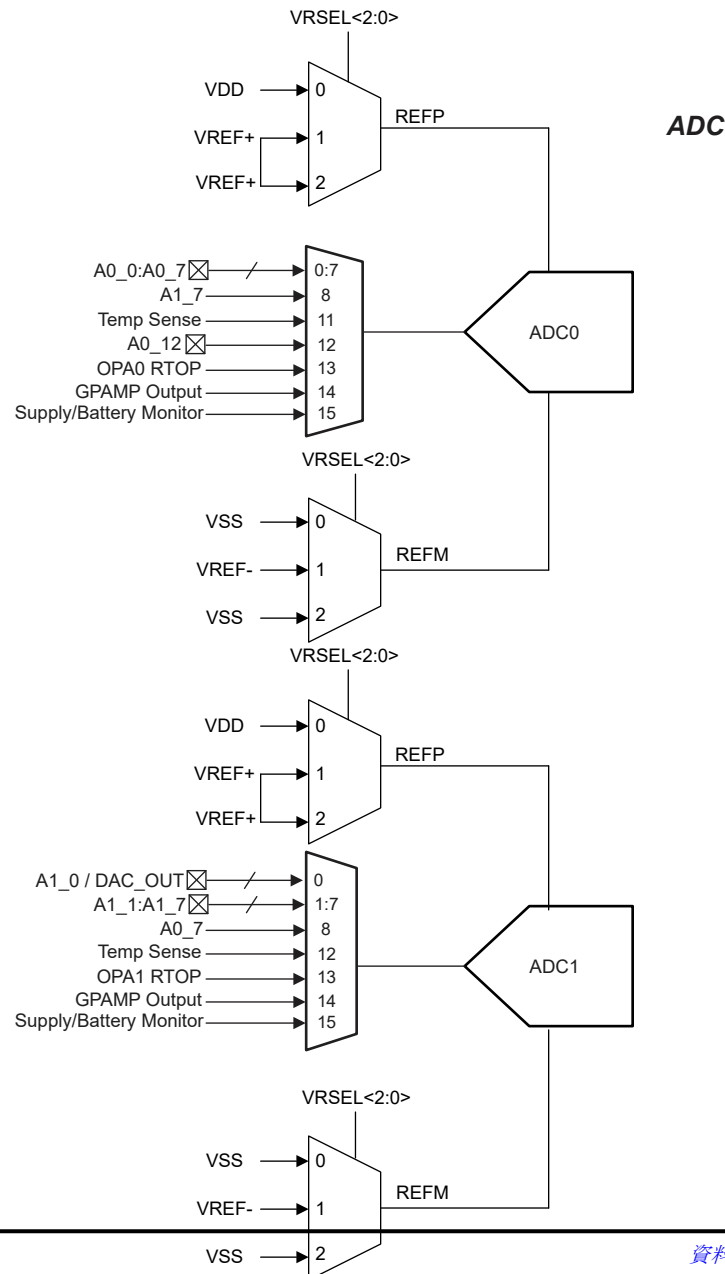 VRSEL<2:0>
VDD 0
REFP
ADC
VREF+ 1
VREF+ 2
A0_0:A0_7 0:7
A1_7 8
Temp Sense 11
A0_12 12
OPA0 RTOP 13
GPAMP Output 14
Supply/Battery Monitor 15
ADC0
VRSEL<2:0>
VSS 0
REFM
VREF- 1
VSS 2
VRSEL<2:0>
VDD 0
REFP
VREF+ 1
VREF+ 2
A1_0 / DAC_OUT 0
A1_1:A1_7 1:7
A0_7 8
Temp Sense 12
OPA1 RTOP 13
GPAMP Output 14
Supply/Battery Monitor 15
ADC1
VRSEL<2:0>
VSS 0
REFM
VREF- 1
VSS 2
資料